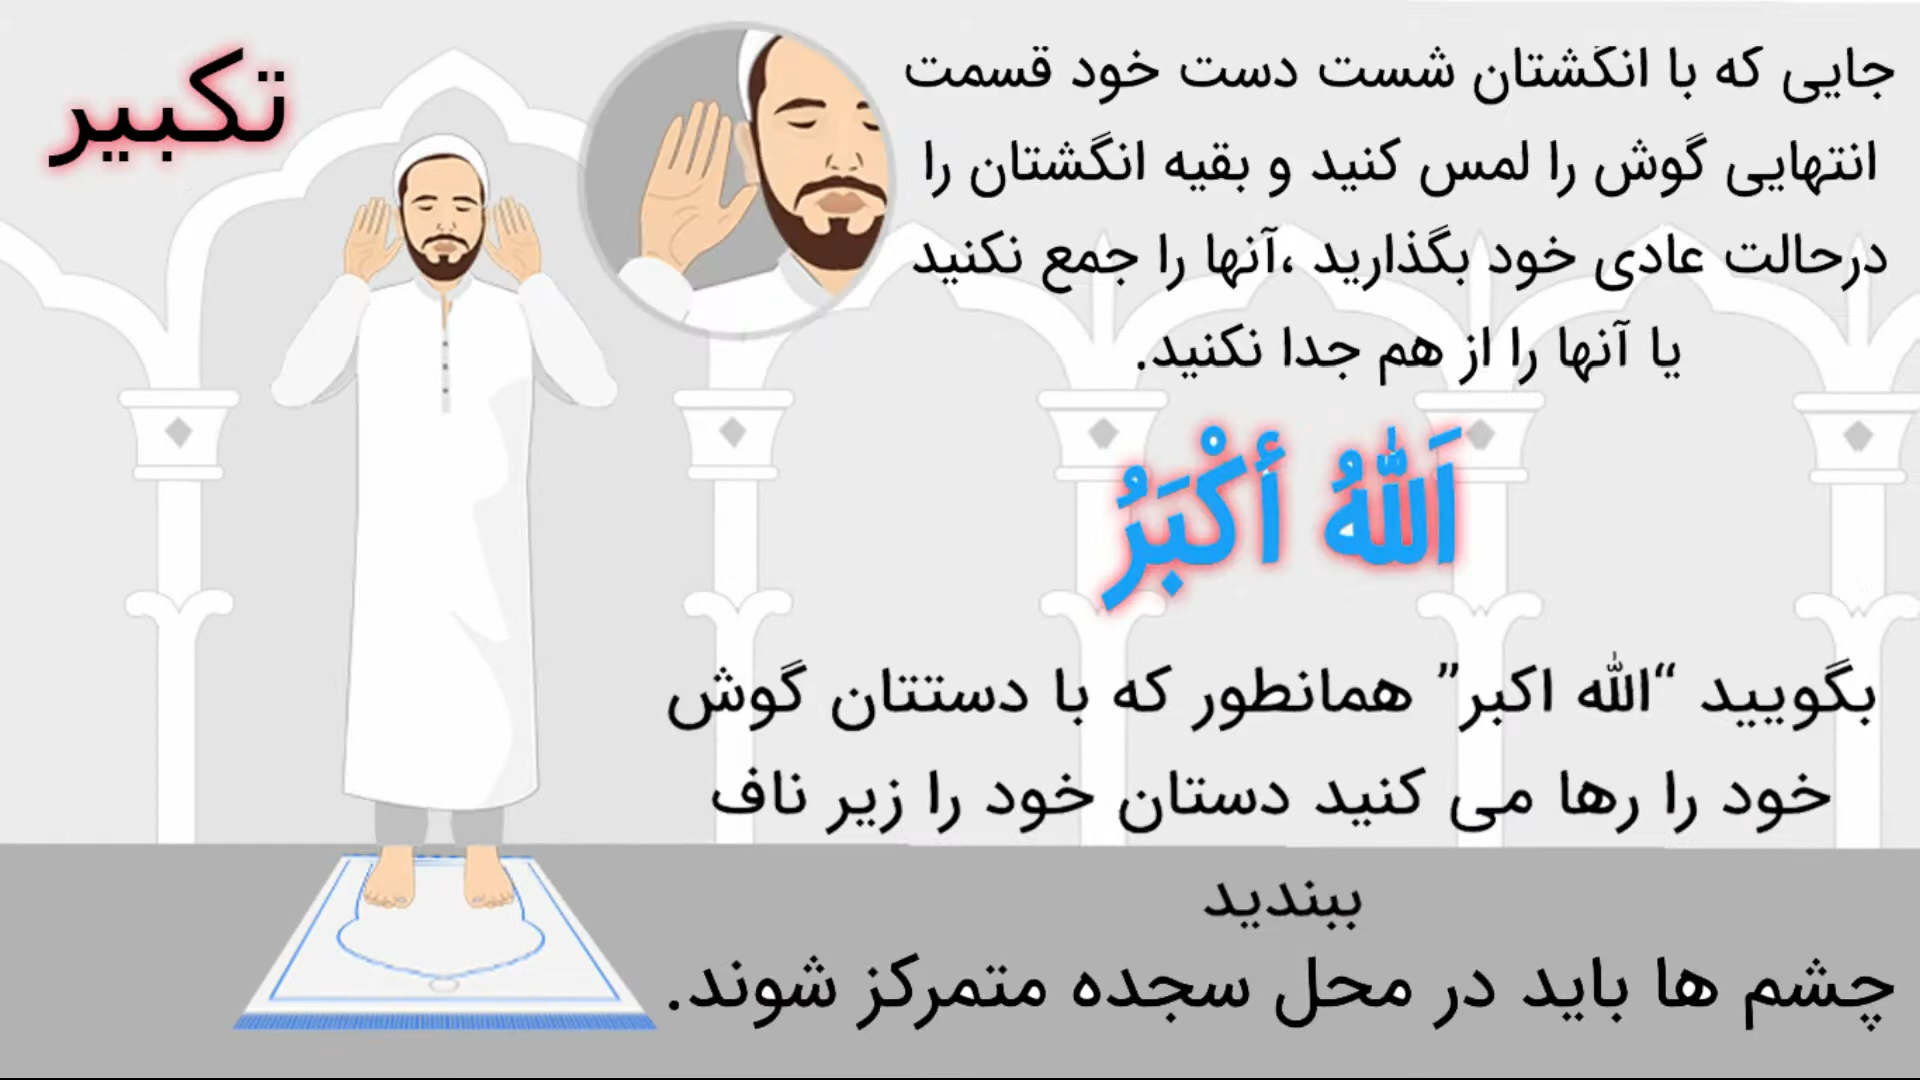 تکبیر
جایی که با انگشتان شست دست خود قسمت
انتهایی گوش را لمس کنید و بقیه انگشتان را
درحالت عادی خود بگذارید ،آنها را جمع نکنید
یا آنها را از هم جدا نکنید.
اَللّٰهُ أَكْبَرُ
بگویید “الله اکبر” همانطور که با دستتان گوش
خود را رها می کنید دستان خود را زیر ناف
ببندید
چشم ها باید در محل سجده متمرکز شوند.